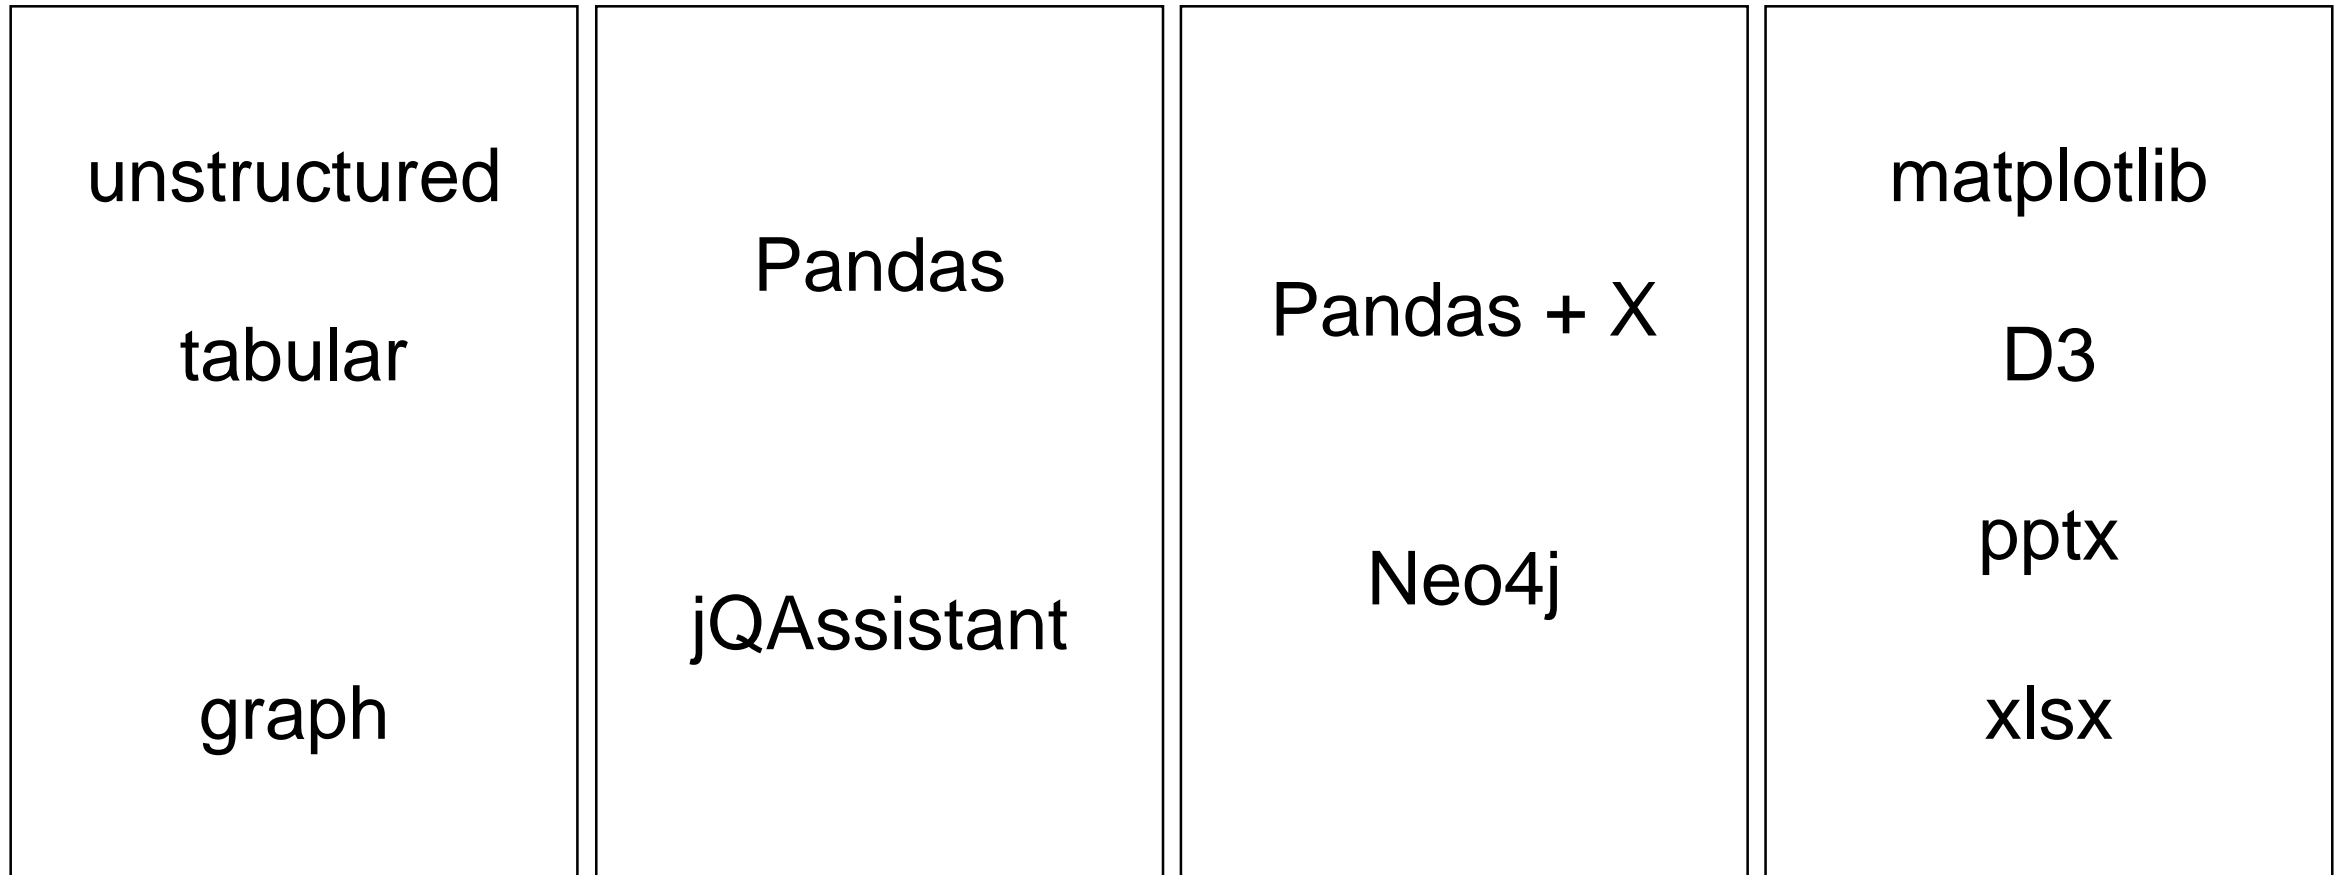 unstructured
tabular
graph
Pandas
jQAssistant
Pandas + X
Neo4j
matplotlib
D3
pptx
xlsx